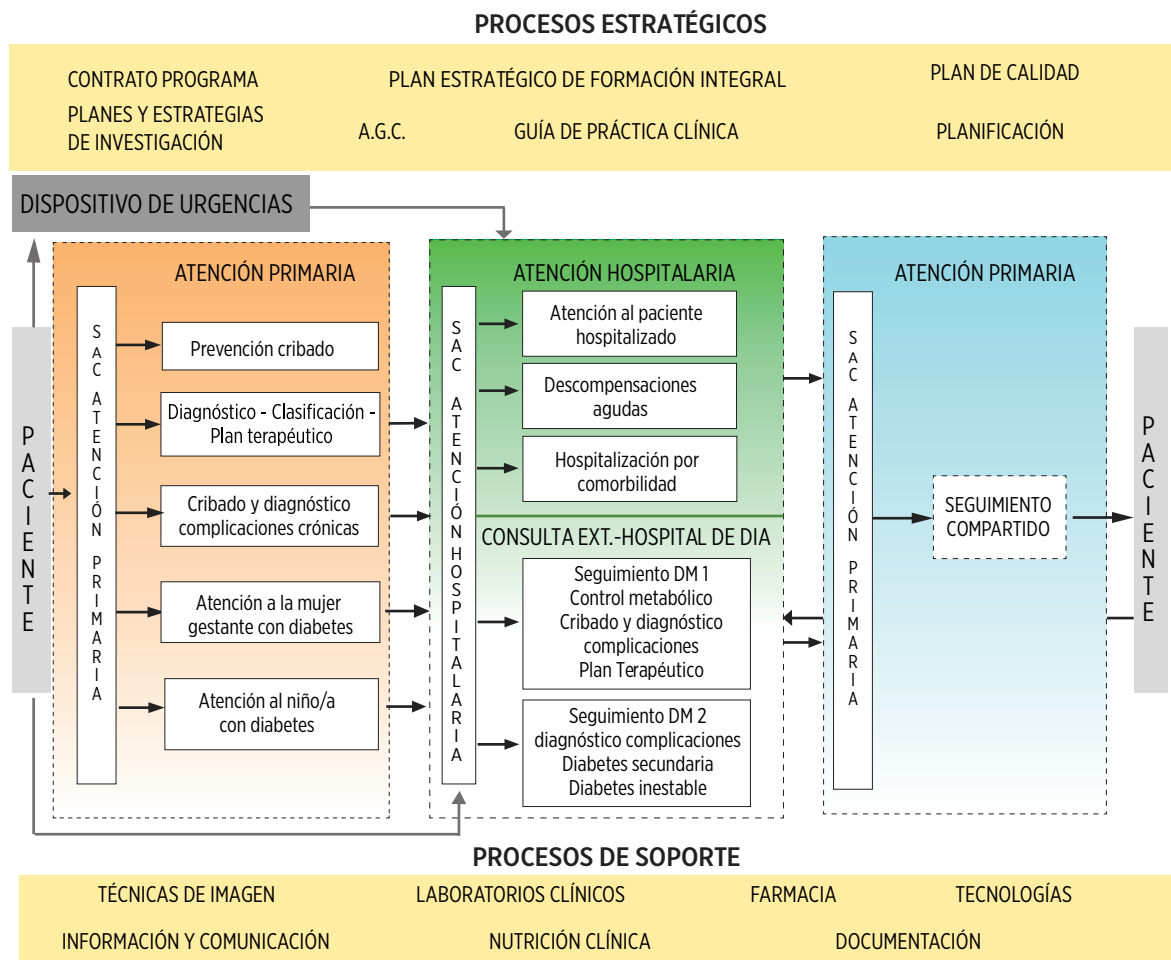 PROCESOS ESTRATÉGICOS
CONTRATO PROGRAMA
PLAN ESTRATÉGICO DE FORMACIÓN INTEGRAL
PLAN DE CALIDAD
PLANES Y ESTRATEGIAS
DE INVESTIGACIÓN
A.G.C.
GUÍA DE PRÁCTICA CLÍNICA
PLANIFICACIÓN
DISPOSITIVO DE URGENCIAS
PACIENTE
ATENCIÓN PRIMARIA
SAC ATENCIÓN PRIMARIA
Prevención cribado
Diagnóstico - Clasificación -
Plan terapéutico
Cribado y diagnóstico
complicaciones crónicas
Atención a la mujer
gestante con diabetes
Atención al niño/a
con diabetes
ATENCIÓN HOSPITALARIA
SAC ATENCIÓN HOSPITALARIA
Atención al paciente
hospitalizado
Descompensaciones
agudas
Hospitalización por
comorbilidad
CONSULTA EXT.-HOSPITAL DE DIA
Seguimiento DM 1
Control metabólico
Cribado y diagnóstico
complicaciones
Plan Terapéutico
Seguimiento DM 2
diagnóstico complicaciones
Diabetes secundaria
Diabetes inestable
ATENCIÓN PRIMARIA
SAC ATENCIÓN PRIMARIA
SEGUIMIENTO
COMPARTIDO
PACIENTE
PROCESOS DE SOPORTE
TÉCNICAS DE IMAGEN
LABORATORIOS CLÍNICOS
FARMACIA
TECNOLOGÍAS
INFORMACIÓN Y COMUNICACIÓN
NUTRICIÓN CLÍNICA
DOCUMENTACIÓN